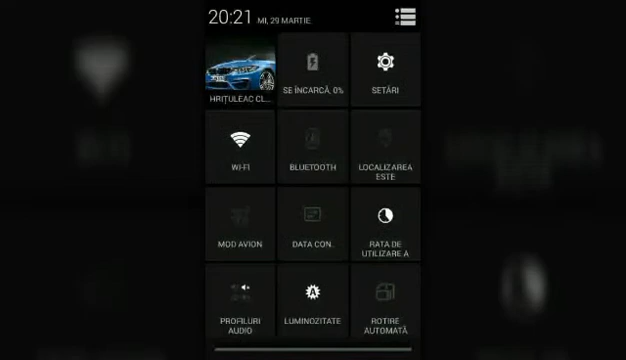 20:21 MI, 29 MARTIE
HRIȚULEAC CL...
SE ÎNCARCĂ, 0%
SETĂRI
WI-FI
BLUETOOTH
LOCALIZAREA
ESTE
MOD AVION
DATA CON.
RATA DE
UTILIZARE A
PROFILURI
AUDIO
LUMINOZITATE
ROTIRE
AUTOMATĂ